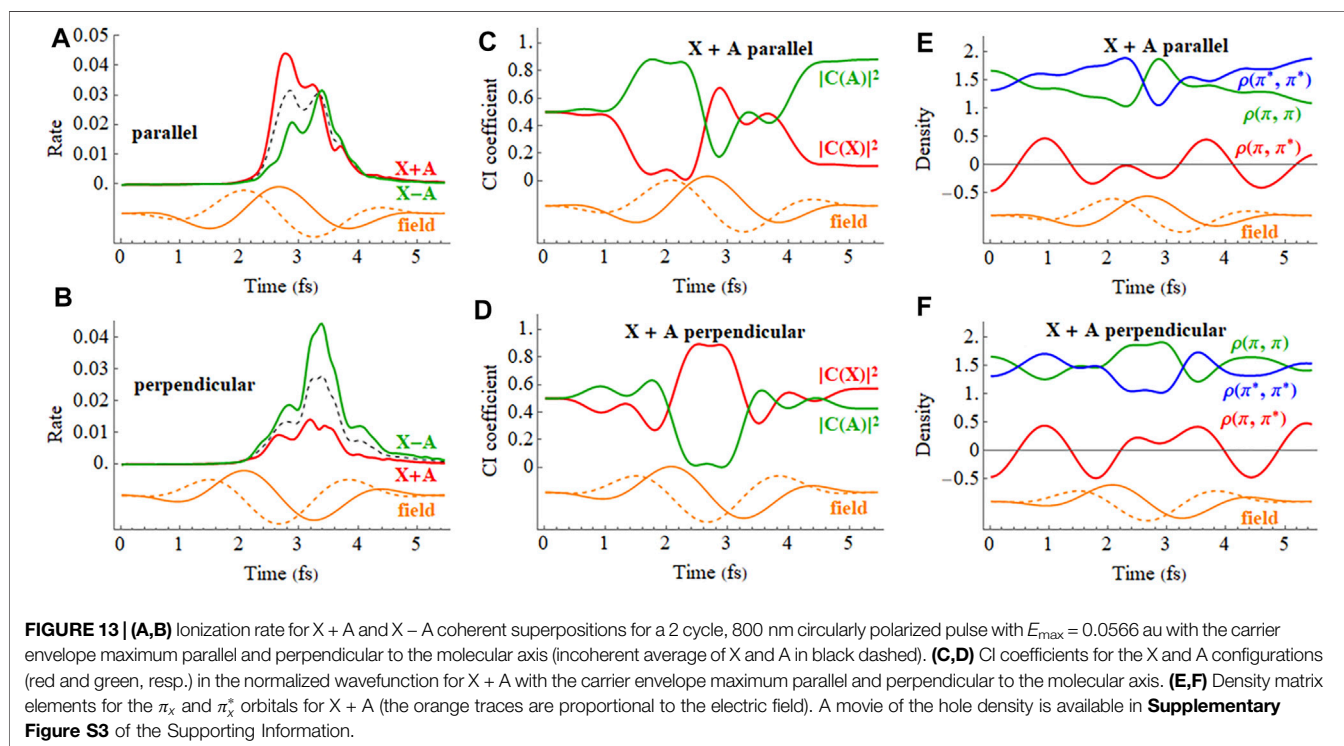 A
0.05
0.04
0.03
0.02
0.01
0.
Rate
parallel
X+A
X−A
field
0 1 2 3 4 5
Time (fs)
B
0.04
0.03
0.02
0.01
0.
Rate
perpendicular
X−A
X+A
field
0 1 2 3 4 5
Time (fs)
C
X + A parallel
1.
0.8
0.6
0.4
0.2
0
CI coefficient
|C(A)|²
|C(X)|²
field
0 1 2 3 4 5
Time (fs)
D
X + A perpendicular
1.
0.8
0.6
0.4
0.2
0
CI coefficient
|C(X)|²
|C(A)|²
field
0 1 2 3 4 5
Time (fs)
E
X + A parallel
2.
1.5
1.0
0.5
0
−0.5
Density
ρ(π*, π*)
ρ(π, π)
ρ(π, π*)
field
0 1 2 3 4 5
Time (fs)
F
X + A perpendicular
2.
1.5
1.0
0.5
0
−0.5
Density
ρ(π, π)
ρ(π*, π*)
ρ(π, π*)
field
0 1 2 3 4 5
Time (fs)
FIGURE 13 | (A,B) Ionization rate for X + A and X – A coherent superpositions for a 2 cycle, 800 nm circularly polarized pulse with Emax = 0.0566 au with the carrier
envelope maximum parallel and perpendicular to the molecular axis (incoherent average of X and A in black dashed). (C,D) CI coefficients for the X and A configurations
(red and green, resp.) in the normalized wavefunction for X + A with the carrier envelope maximum parallel and perpendicular to the molecular axis. (E,F) Density matrix
elements for the πx and π*x orbitals for X + A (the orange traces are proportional to the electric field). A movie of the hole density is available in Supplementary
Figure S3 of the Supporting Information.